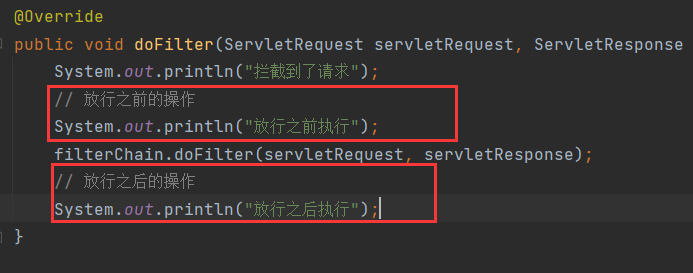 @Override
public void doFilter(ServletRequest servletRequest, ServletResponse
System.out.println("拦截到了请求");
// 放行之前的操作
System.out.println("放行之前执行");
filterChain.doFilter(servletRequest, servletResponse);
// 放行之后的操作
System.out.println("放行之后执行");
}